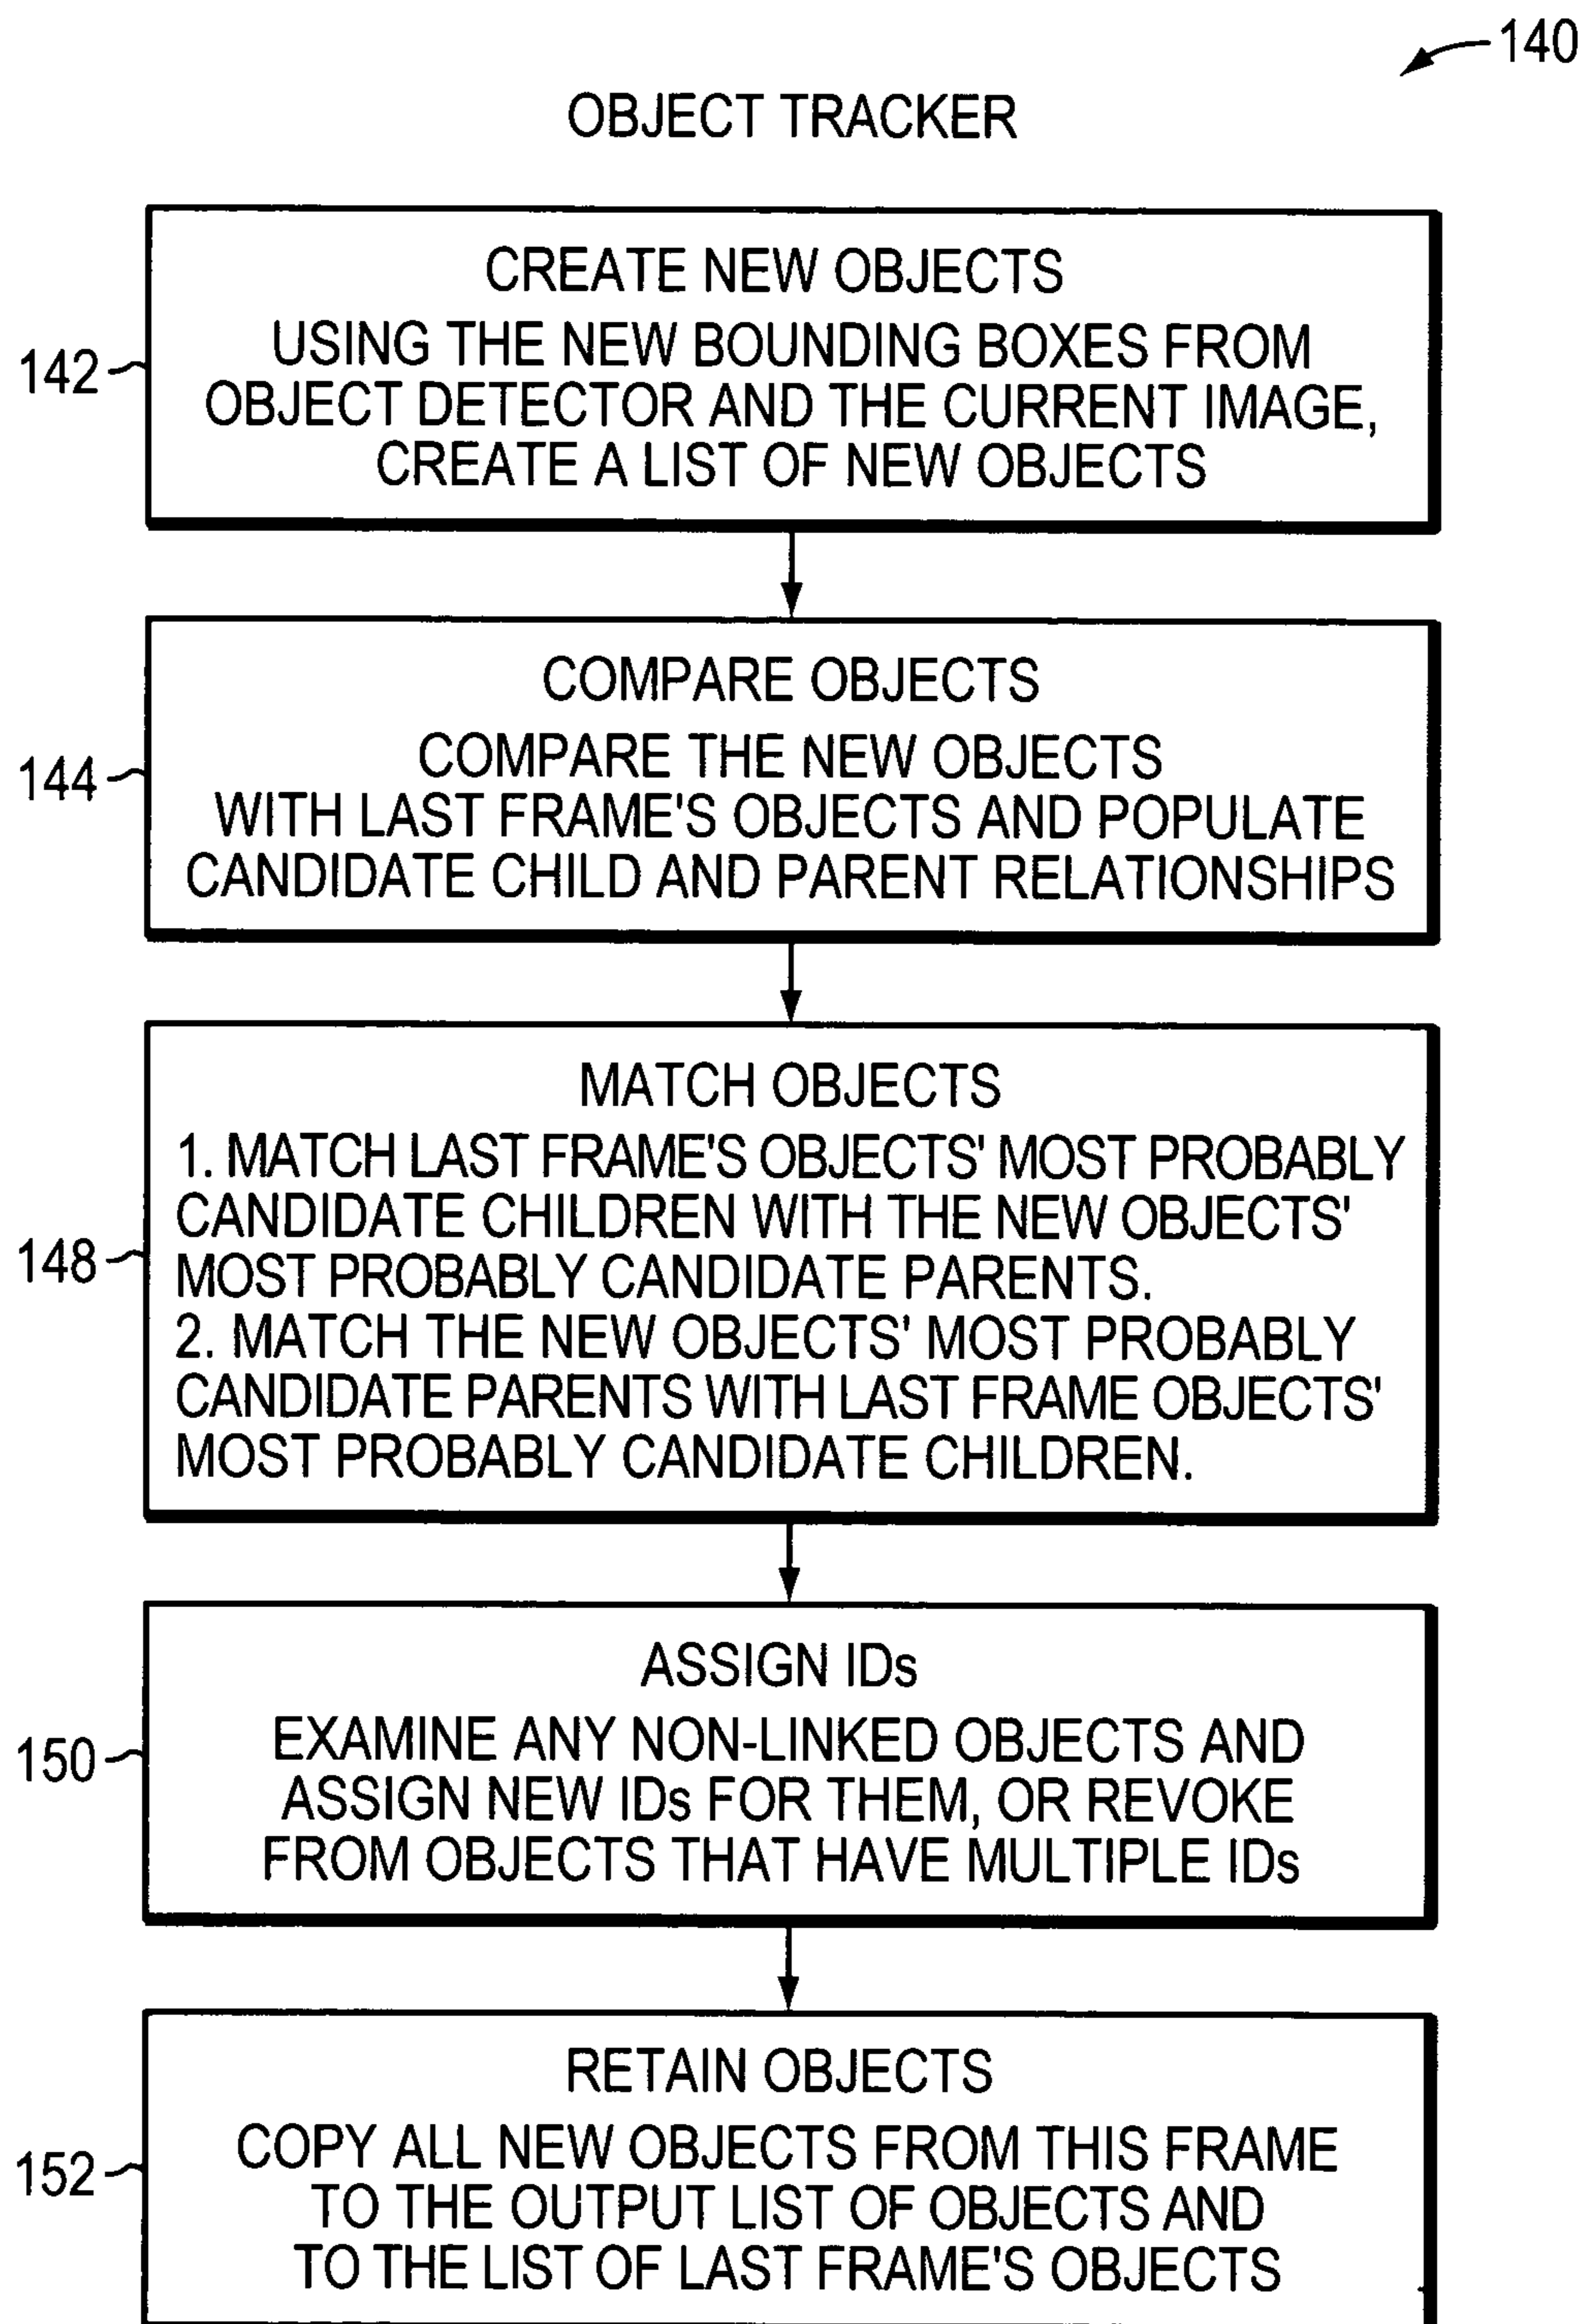 140
OBJECT TRACKER
CREATE NEW OBJECTS
142
USING THE NEW BOUNDING BOXES FROM
OBJECT DETECTOR AND THE CURRENT IMAGE,
CREATE A LIST OF NEW OBJECTS
COMPARE OBJECTS
144
COMPARE THE NEW OBJECTS
WITH LAST FRAME'S OBJECTS AND POPULATE
CANDIDATE CHILD AND PARENT RELATIONSHIPS
MATCH OBJECTS
148
1. MATCH LAST FRAME'S OBJECTS' MOST PROBABLY
CANDIDATE CHILDREN WITH THE NEW OBJECTS'
MOST PROBABLY CANDIDATE PARENTS.
2. MATCH THE NEW OBJECTS' MOST PROBABLY
CANDIDATE PARENTS WITH LAST FRAME OBJECTS'
MOST PROBABLY CANDIDATE CHILDREN.
ASSIGN IDs
150
EXAMINE ANY NON-LINKED OBJECTS AND
ASSIGN NEW IDs FOR THEM, OR REVOKE
FROM OBJECTS THAT HAVE MULTIPLE IDs
RETAIN OBJECTS
152
COPY ALL NEW OBJECTS FROM THIS FRAME
TO THE OUTPUT LIST OF OBJECTS AND
TO THE LIST OF LAST FRAME'S OBJECTS